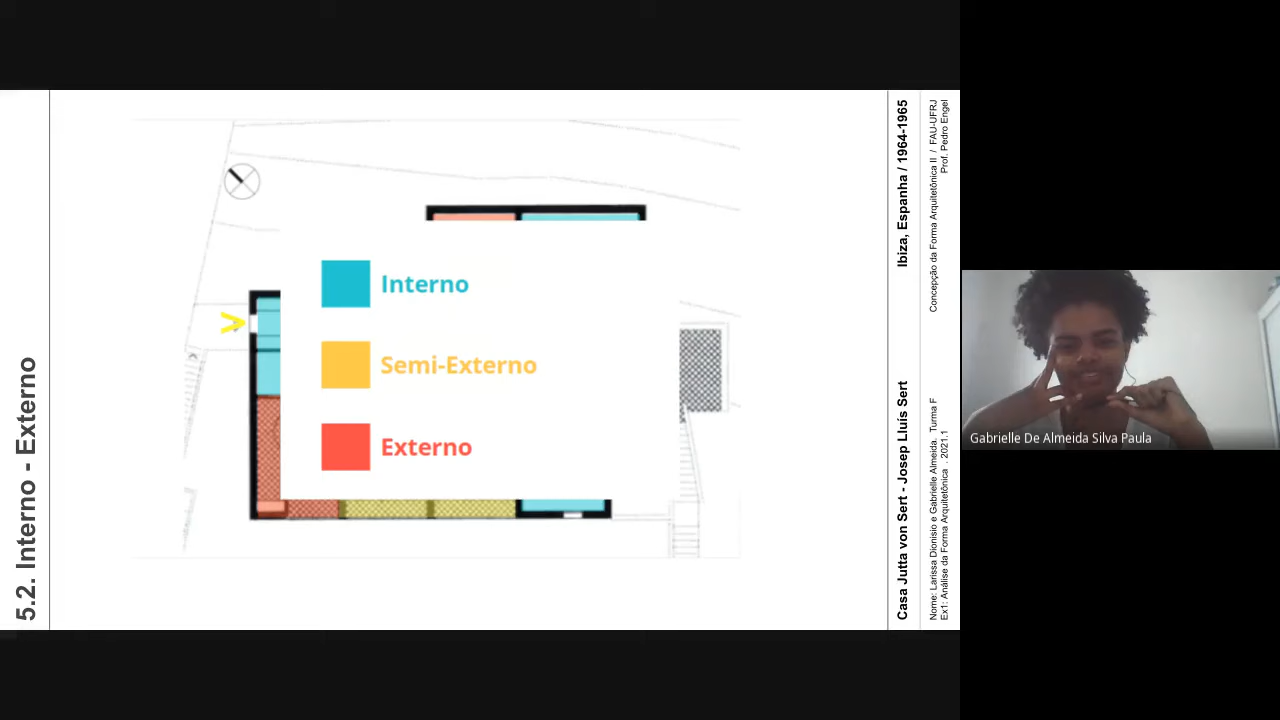 5.2. Interno - Externo
Interno
Semi-Externo
Externo
>
Casa Jutta von Sert - Josep Lluís Sert
Ibiza, Espanha / 1964-1965
Nome: Larissa Dionisio e Gabrielle Almeida. Turma F
Ex1: Análise da Forma Arquitetônica . 2021.1
Concepção da Forma Arquitetônica II / FAU-UFRJ
Prof. Pedro Engel
Gabrielle De Almeida Silva Paula